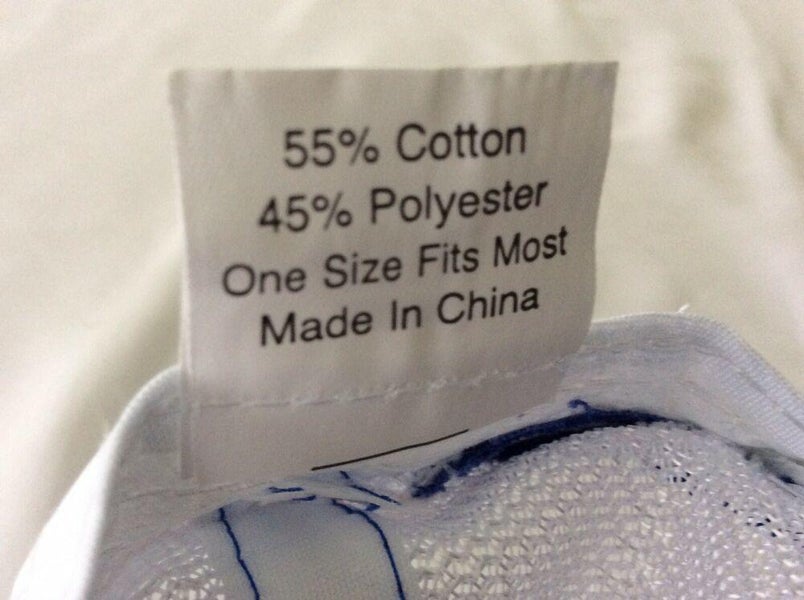 55% Cotton
45% Polyester
One Size Fits Most
Made In China